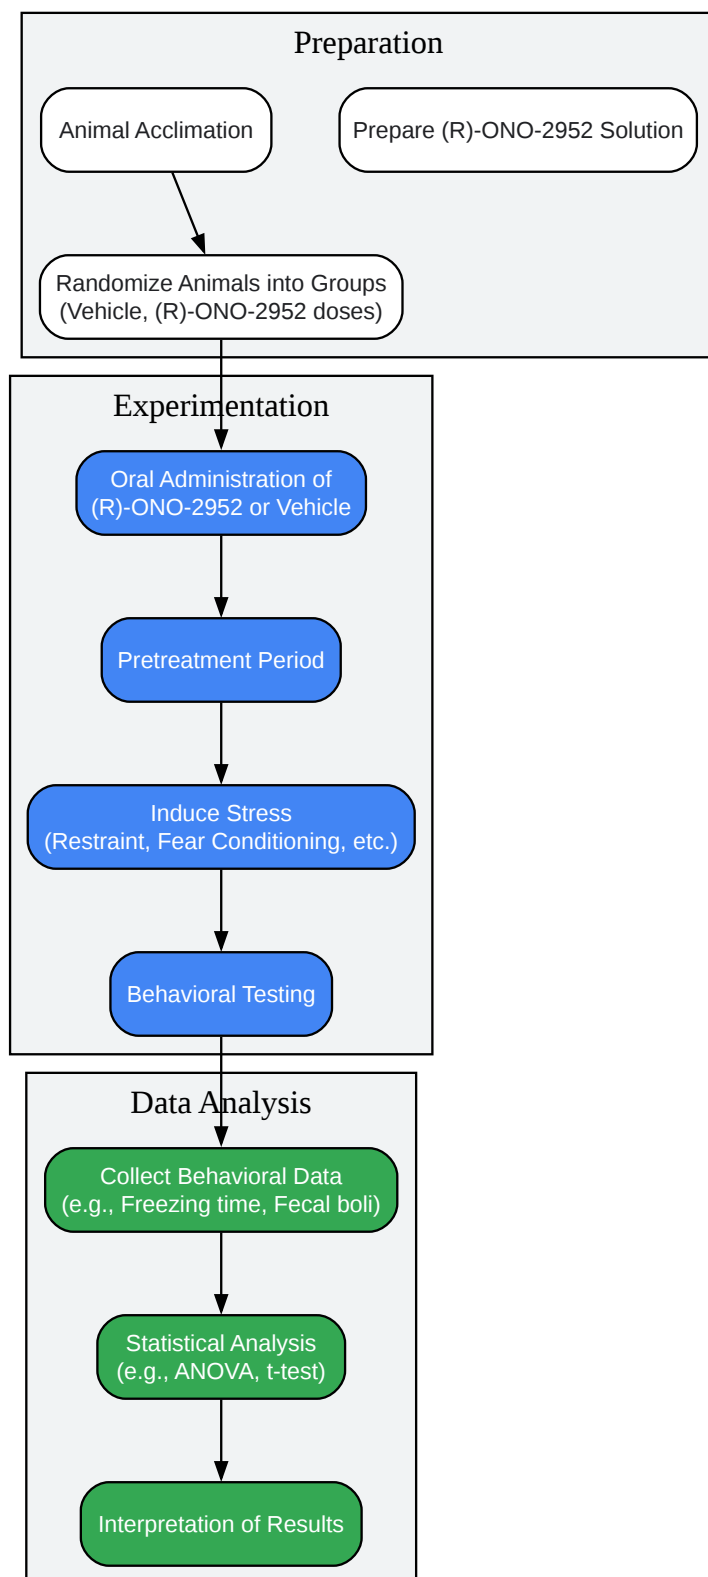 Preparation
Animal Acclimation
Prepare (R)-ONO-2952 Solution
Randomize Animals into Groups
(Vehicle, (R)-ONO-2952 doses)
Experimentation
Oral Administration of
(R)-ONO-2952 or Vehicle
Pretreatment Period
Induce Stress
(Restraint, Fear Conditioning, etc.)
Behavioral Testing
Data Analysis
Collect Behavioral Data
(e.g., Freezing time, Fecal boli)
Statistical Analysis
(e.g., ANOVA, t-test)
Interpretation of Results